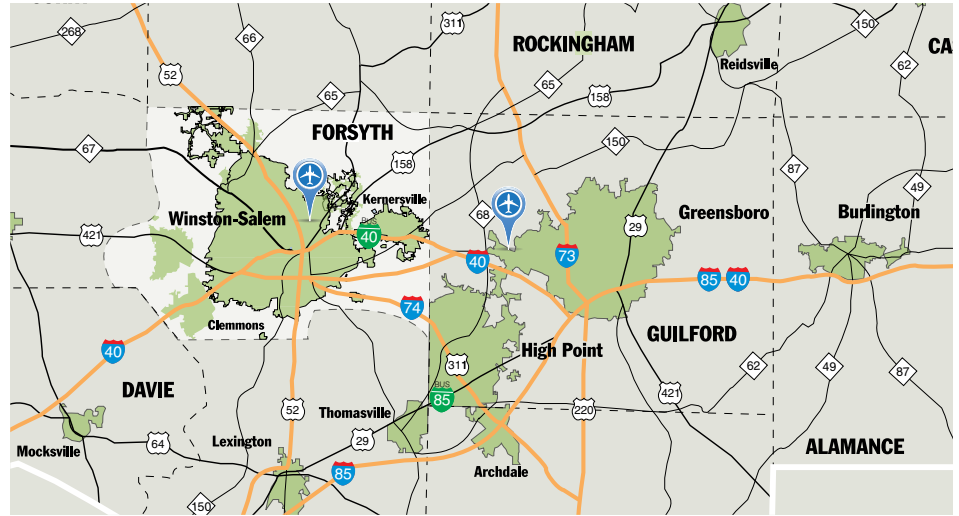 268
66
311
ROCKINGHAM
150
CA
52
62
Reidsville
65
65
158
FORSYTH
67
150
158
87
49
Kernersville
Winston-Salem
68
Greensboro
Burlington
421
BUS
40
29
40
73
85
40
74
Clemmons
GUILFORD
40
High Point
311
62
49
87
DAVIE
BUS
85
421
52
Thomasville
220
Lexington
29
64
Mocksville
ALAMANCE
85
Archdale
150